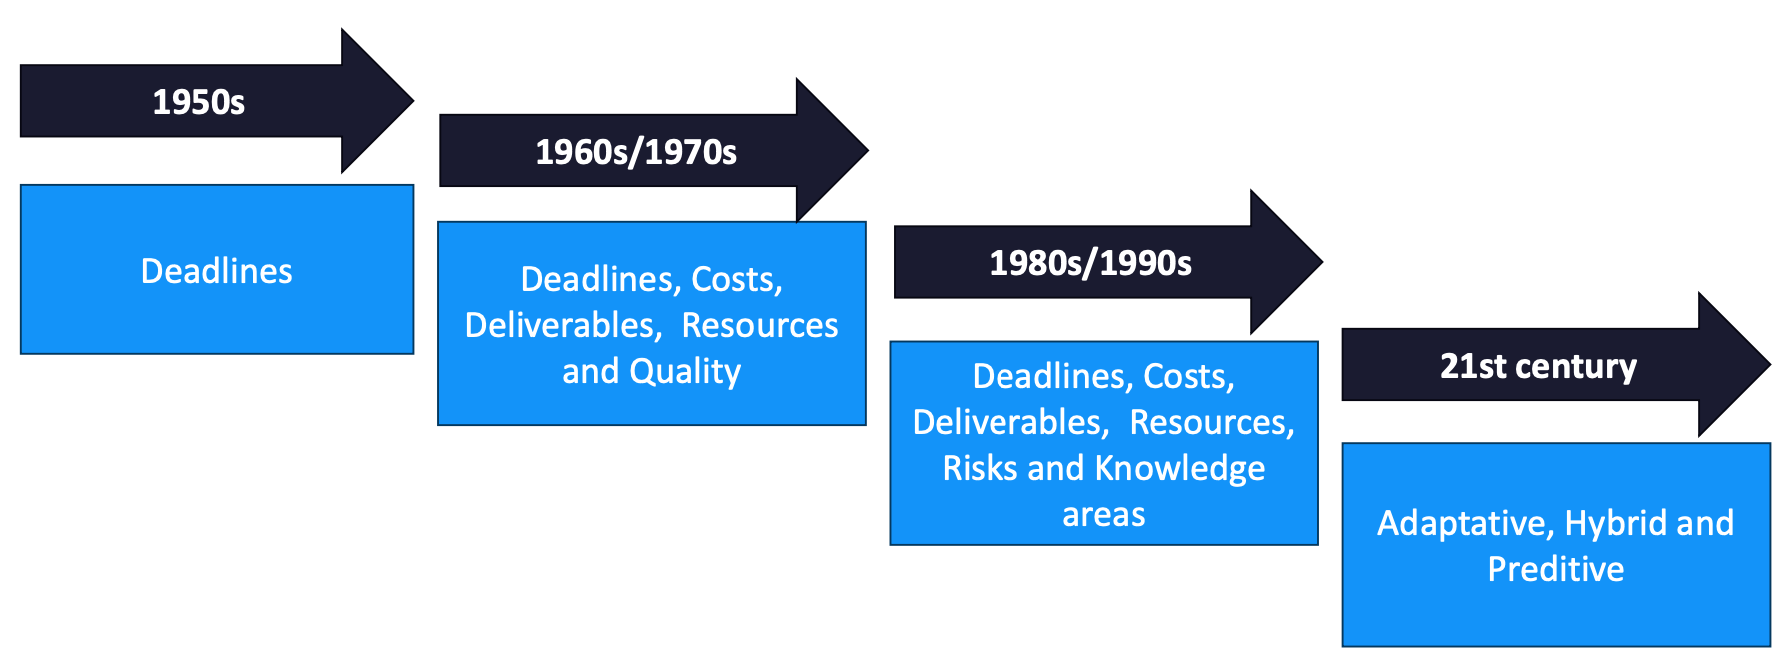 1950s
Deadlines
1960s/1970s
Deadlines, Costs,
Deliverables,  Resources
and Quality
1980s/1990s
Deadlines, Costs,
Deliverables,  Resources,
Risks and Knowledge
areas
21st century
Adaptative, Hybrid and
Preditive